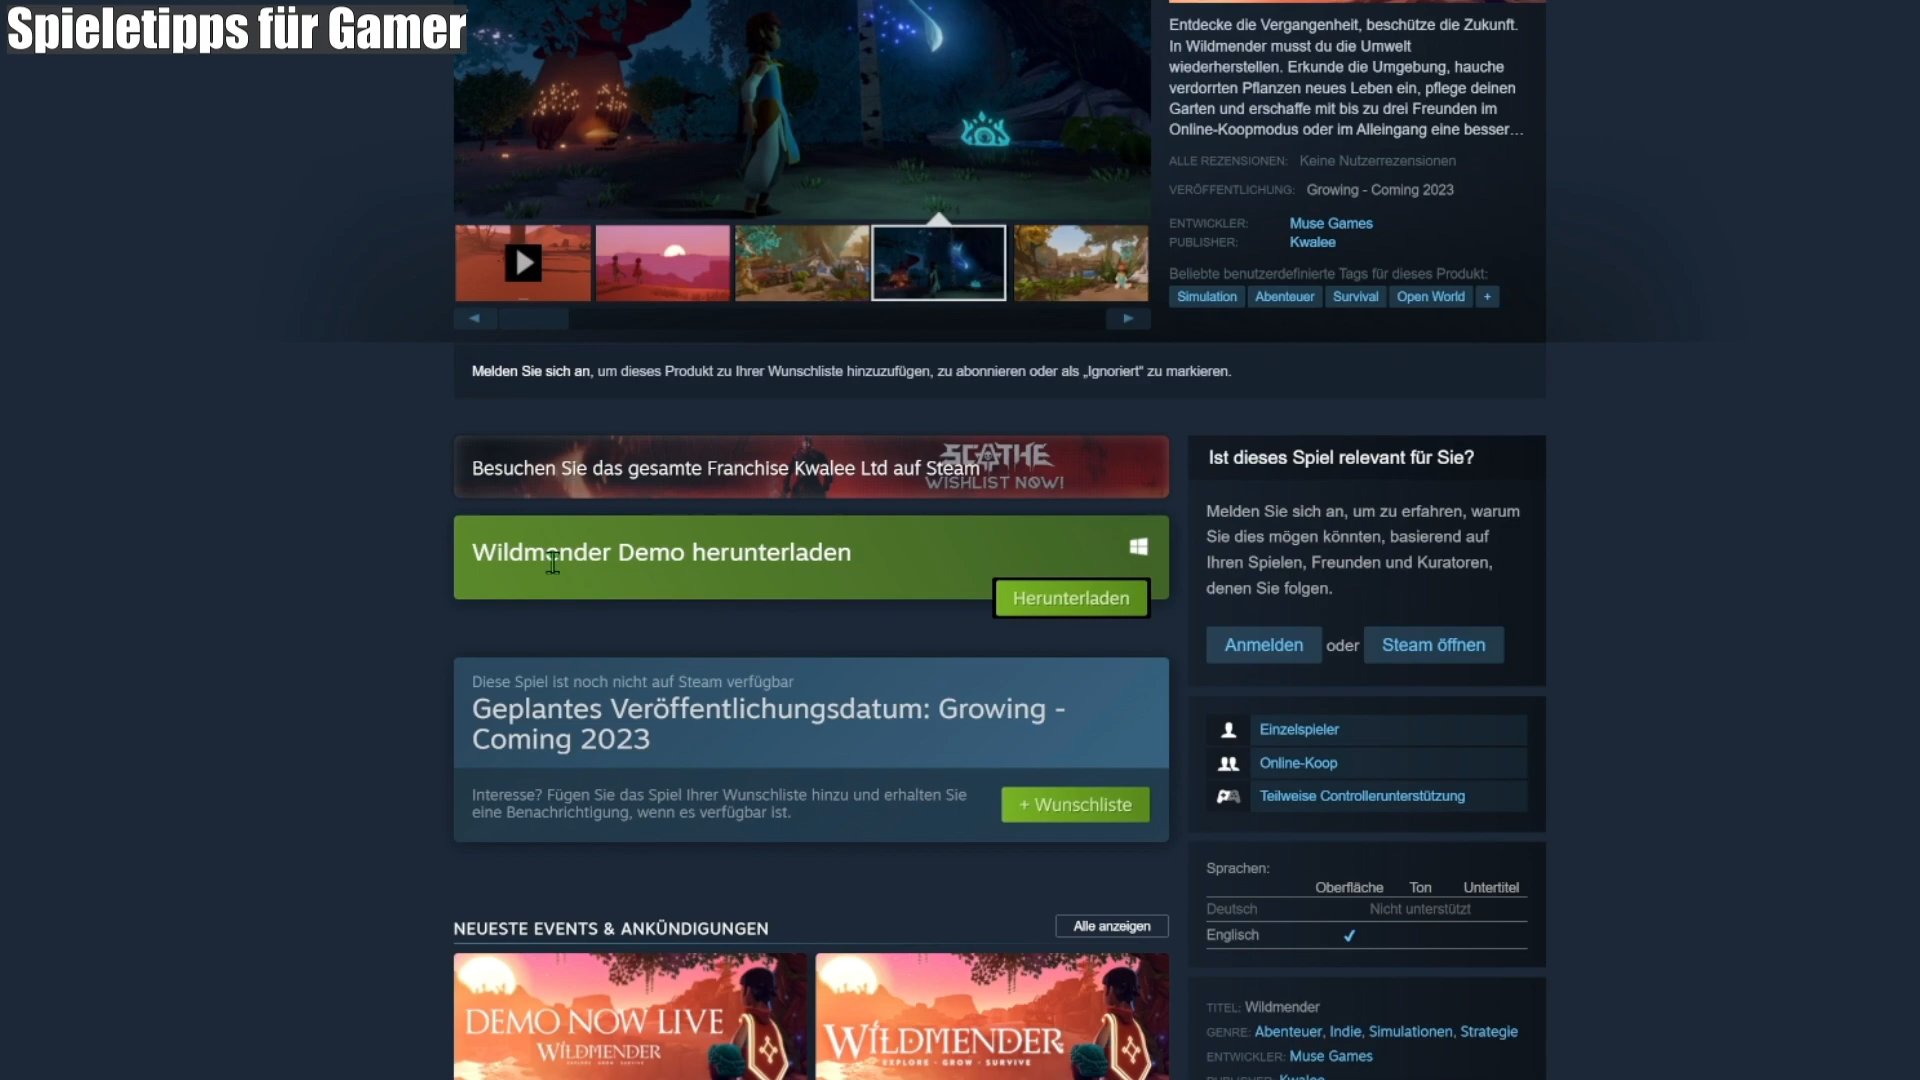 Spieletipps für Gamer
Entdecke die Vergangenheit, beschütze die Zukunft.
In Wildmender musst du die Umwelt
wiederherstellen. Erkunde die Umgebung, hauche
verdorrten Pflanzen neues Leben ein, pflege deinen
Garten und erschaffe mit bis zu drei Freunden im
Online-Koopmodus oder im Alleingang eine besser…
ALLE REZENSIONEN: Keine Nutzerrezensionen
VERÖFFENTLICHUNG: Growing - Coming 2023
ENTWICKLER: Muse Games
PUBLISHER: Kwalee
Beliebte benutzerdefinierte Tags für dieses Produkt:
Simulation Abenteuer Survival Open World +
Melden Sie sich an, um dieses Produkt zu Ihrer Wunschliste hinzuzufügen, zu abonnieren oder als „Ignoriert“ zu markieren.
Besuchen Sie das gesamte Franchise Kwalee Ltd auf Steam
SCATHE
WISHLIST NOW!
Wildmender Demo herunterladen
Herunterladen
Diese Spiel ist noch nicht auf Steam verfügbar
Geplantes Veröffentlichungsdatum: Growing -
Coming 2023
Interesse? Fügen Sie das Spiel Ihrer Wunschliste hinzu und erhalten Sie
eine Benachrichtigung, wenn es verfügbar ist.
+ Wunschliste
NEUESTE EVENTS & ANKÜNDIGUNGEN
Alle anzeigen
DEMO NOW LIVE
WILDMENDER
EXPLORE · GROW · SURVIVE
WILDMENDER
EXPLORE · GROW · SURVIVE
Ist dieses Spiel relevant für Sie?
Melden Sie sich an, um zu erfahren, warum
Sie dies mögen könnten, basierend auf
Ihren Spielen, Freunden und Kuratoren,
denen Sie folgen.
Anmelden oder Steam öffnen
Einzelspieler
Online-Koop
Teilweise Controllerunterstützung
Sprachen:
Oberfläche Ton Untertitel
Deutsch Nicht unterstützt
Englisch ✓
TITEL: Wildmender
GENRE: Abenteuer, Indie, Simulationen, Strategie
ENTWICKLER: Muse Games
PUBLISHER: Kwalee